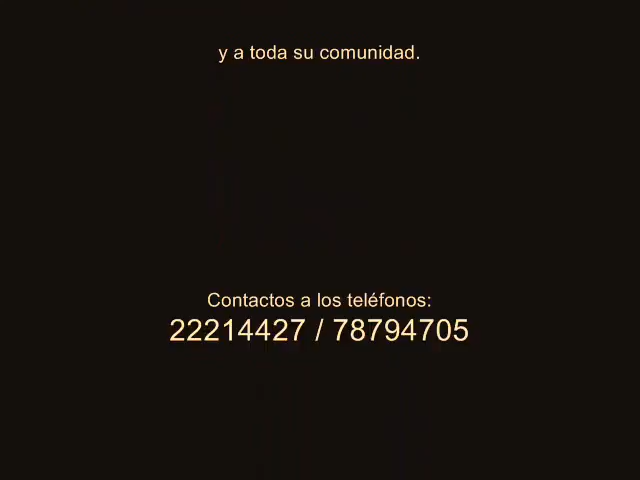 y a toda su comunidad.
Contactos a los teléfonos:
22214427 / 78794705